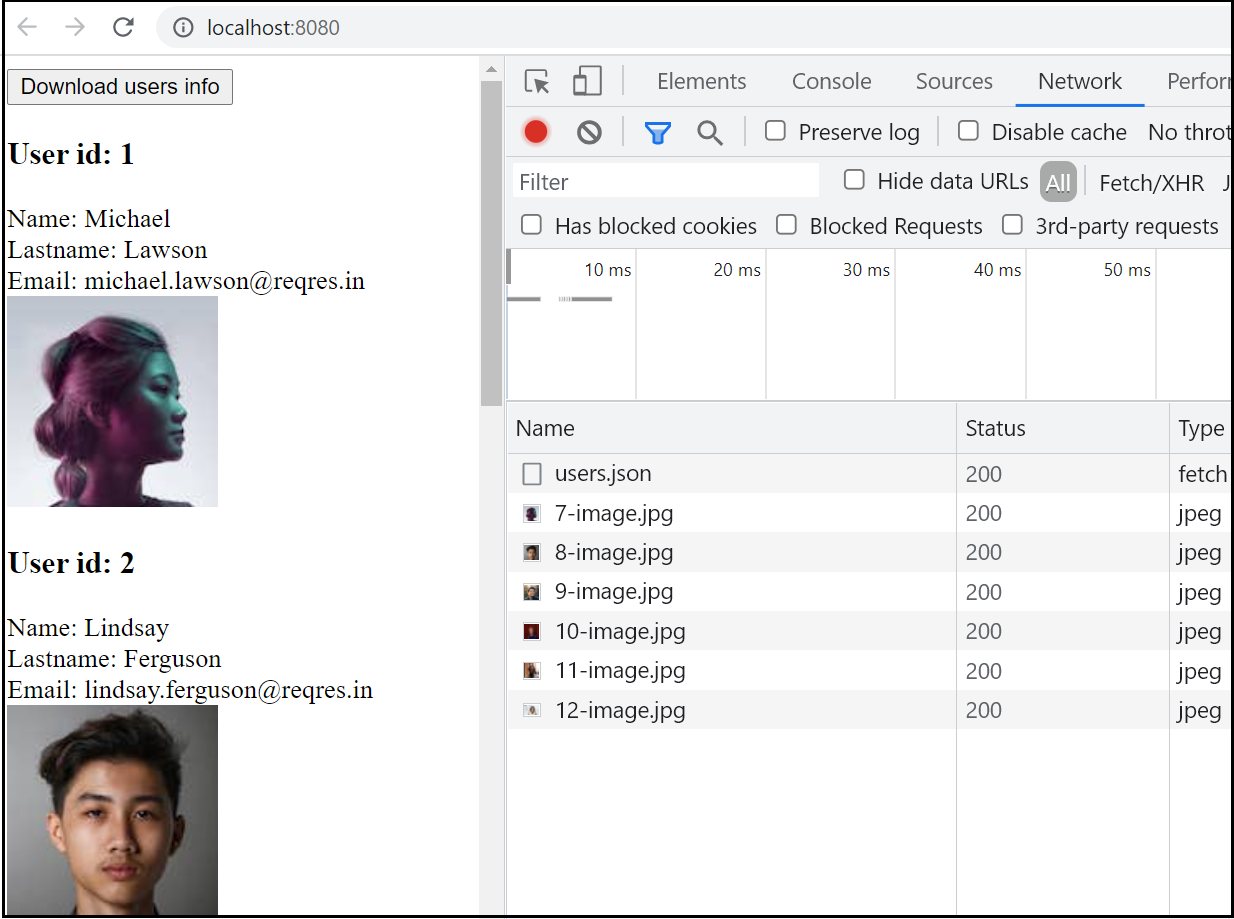 localhost:8080
Download users info
User id: 1
Name: Michael
Lastname: Lawson
Email: michael.lawson@reqres.in
User id: 2
Name: Lindsay
Lastname: Ferguson
Email: lindsay.ferguson@reqres.in
Elements Console Sources Network Perfor
Preserve log Disable cache No throt
Filter Hide data URLs All Fetch/XHR J
Has blocked cookies Blocked Requests 3rd-party requests
10 ms 20 ms 30 ms 40 ms 50 ms
Name Status Type
users.json 200 fetch
7-image.jpg 200 jpeg
8-image.jpg 200 jpeg
9-image.jpg 200 jpeg
10-image.jpg 200 jpeg
11-image.jpg 200 jpeg
12-image.jpg 200 jpeg